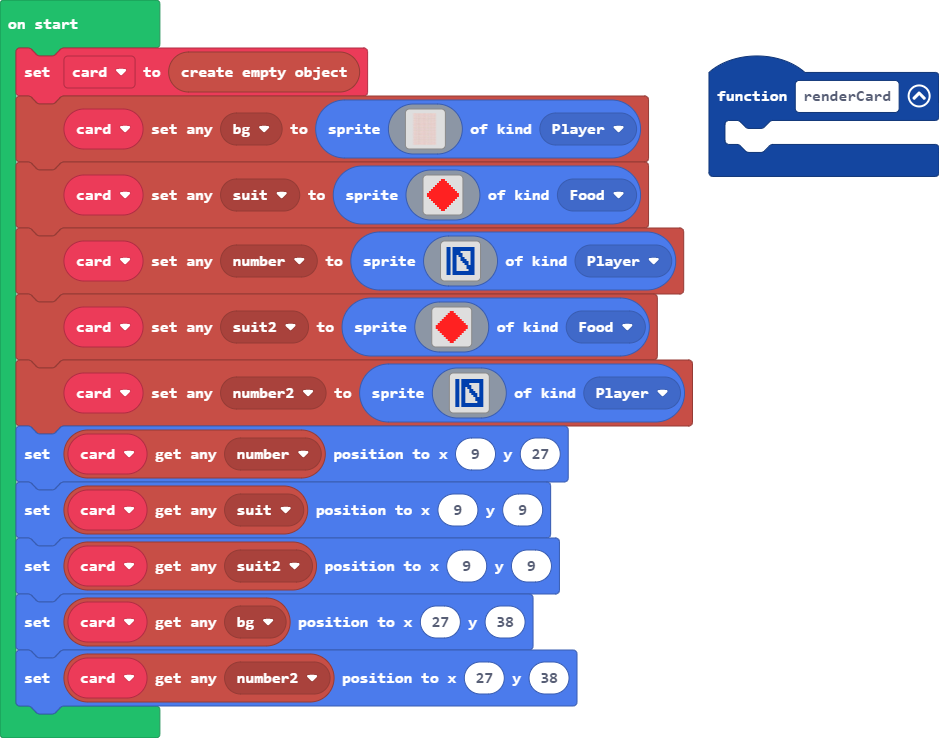 on start
set card to create empty object
card set any bg to sprite of kind Player
card set any suit to sprite of kind Food
card set any number to sprite of kind Player
card set any suit2 to sprite of kind Food
card set any number2 to sprite of kind Player
set card get any number position to x 9 y 27
set card get any suit position to x 9 y 9
set card get any suit2 position to x 9 y 9
set card get any bg position to x 27 y 38
set card get any number2 position to x 27 y 38
function renderCard